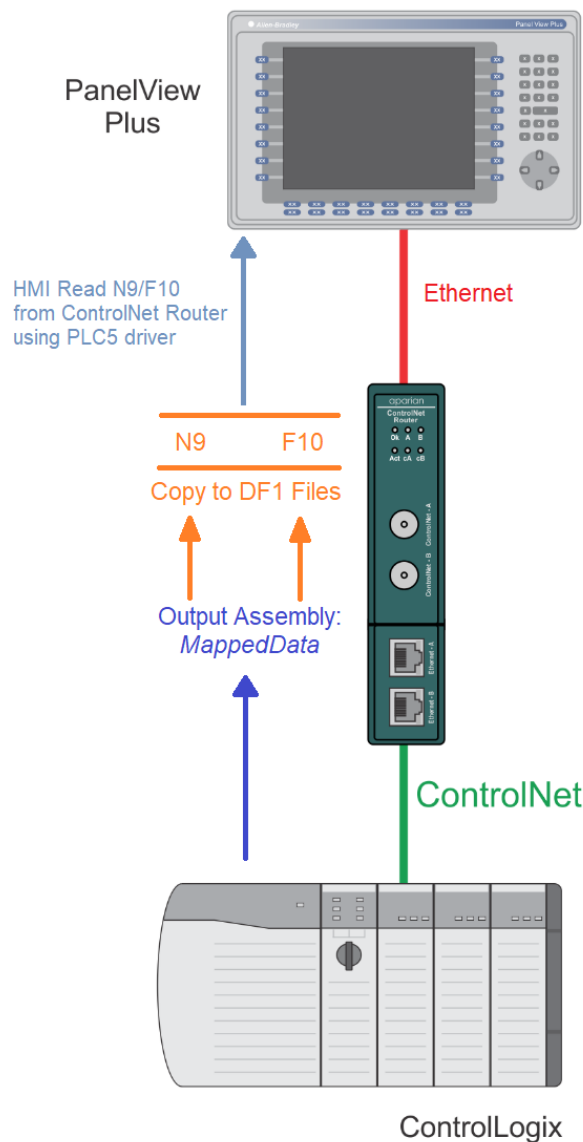 Allen-Bradley
Panel View Plus
PanelView
Plus
HMI Read N9/F10
from ControlNet Router
using PLC5 driver
Ethernet
aparian
ControlNet
Router
Ok A B
Act cA cB
N9 F10
Copy to DF1 Files
ControlNet - A
ControlNet - B
Output Assembly:
MappedData
Ethernet - A
Ethernet - B
ControlNet
ControlLogix